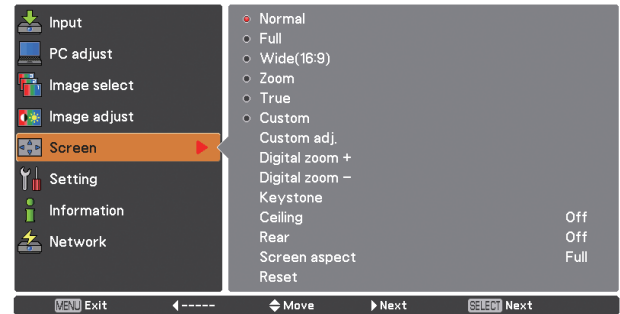 Input
PC adjust
Image select
Image adjust
Screen
Setting
Information
Network
Normal
Full
Wide(16:9)
Zoom
True
Custom
Custom adj.
Digital zoom +
Digital zoom –
Keystone
Ceiling Off
Rear Off
Screen aspect Full
Reset
MENU Exit ----- Move Next SELECT Next